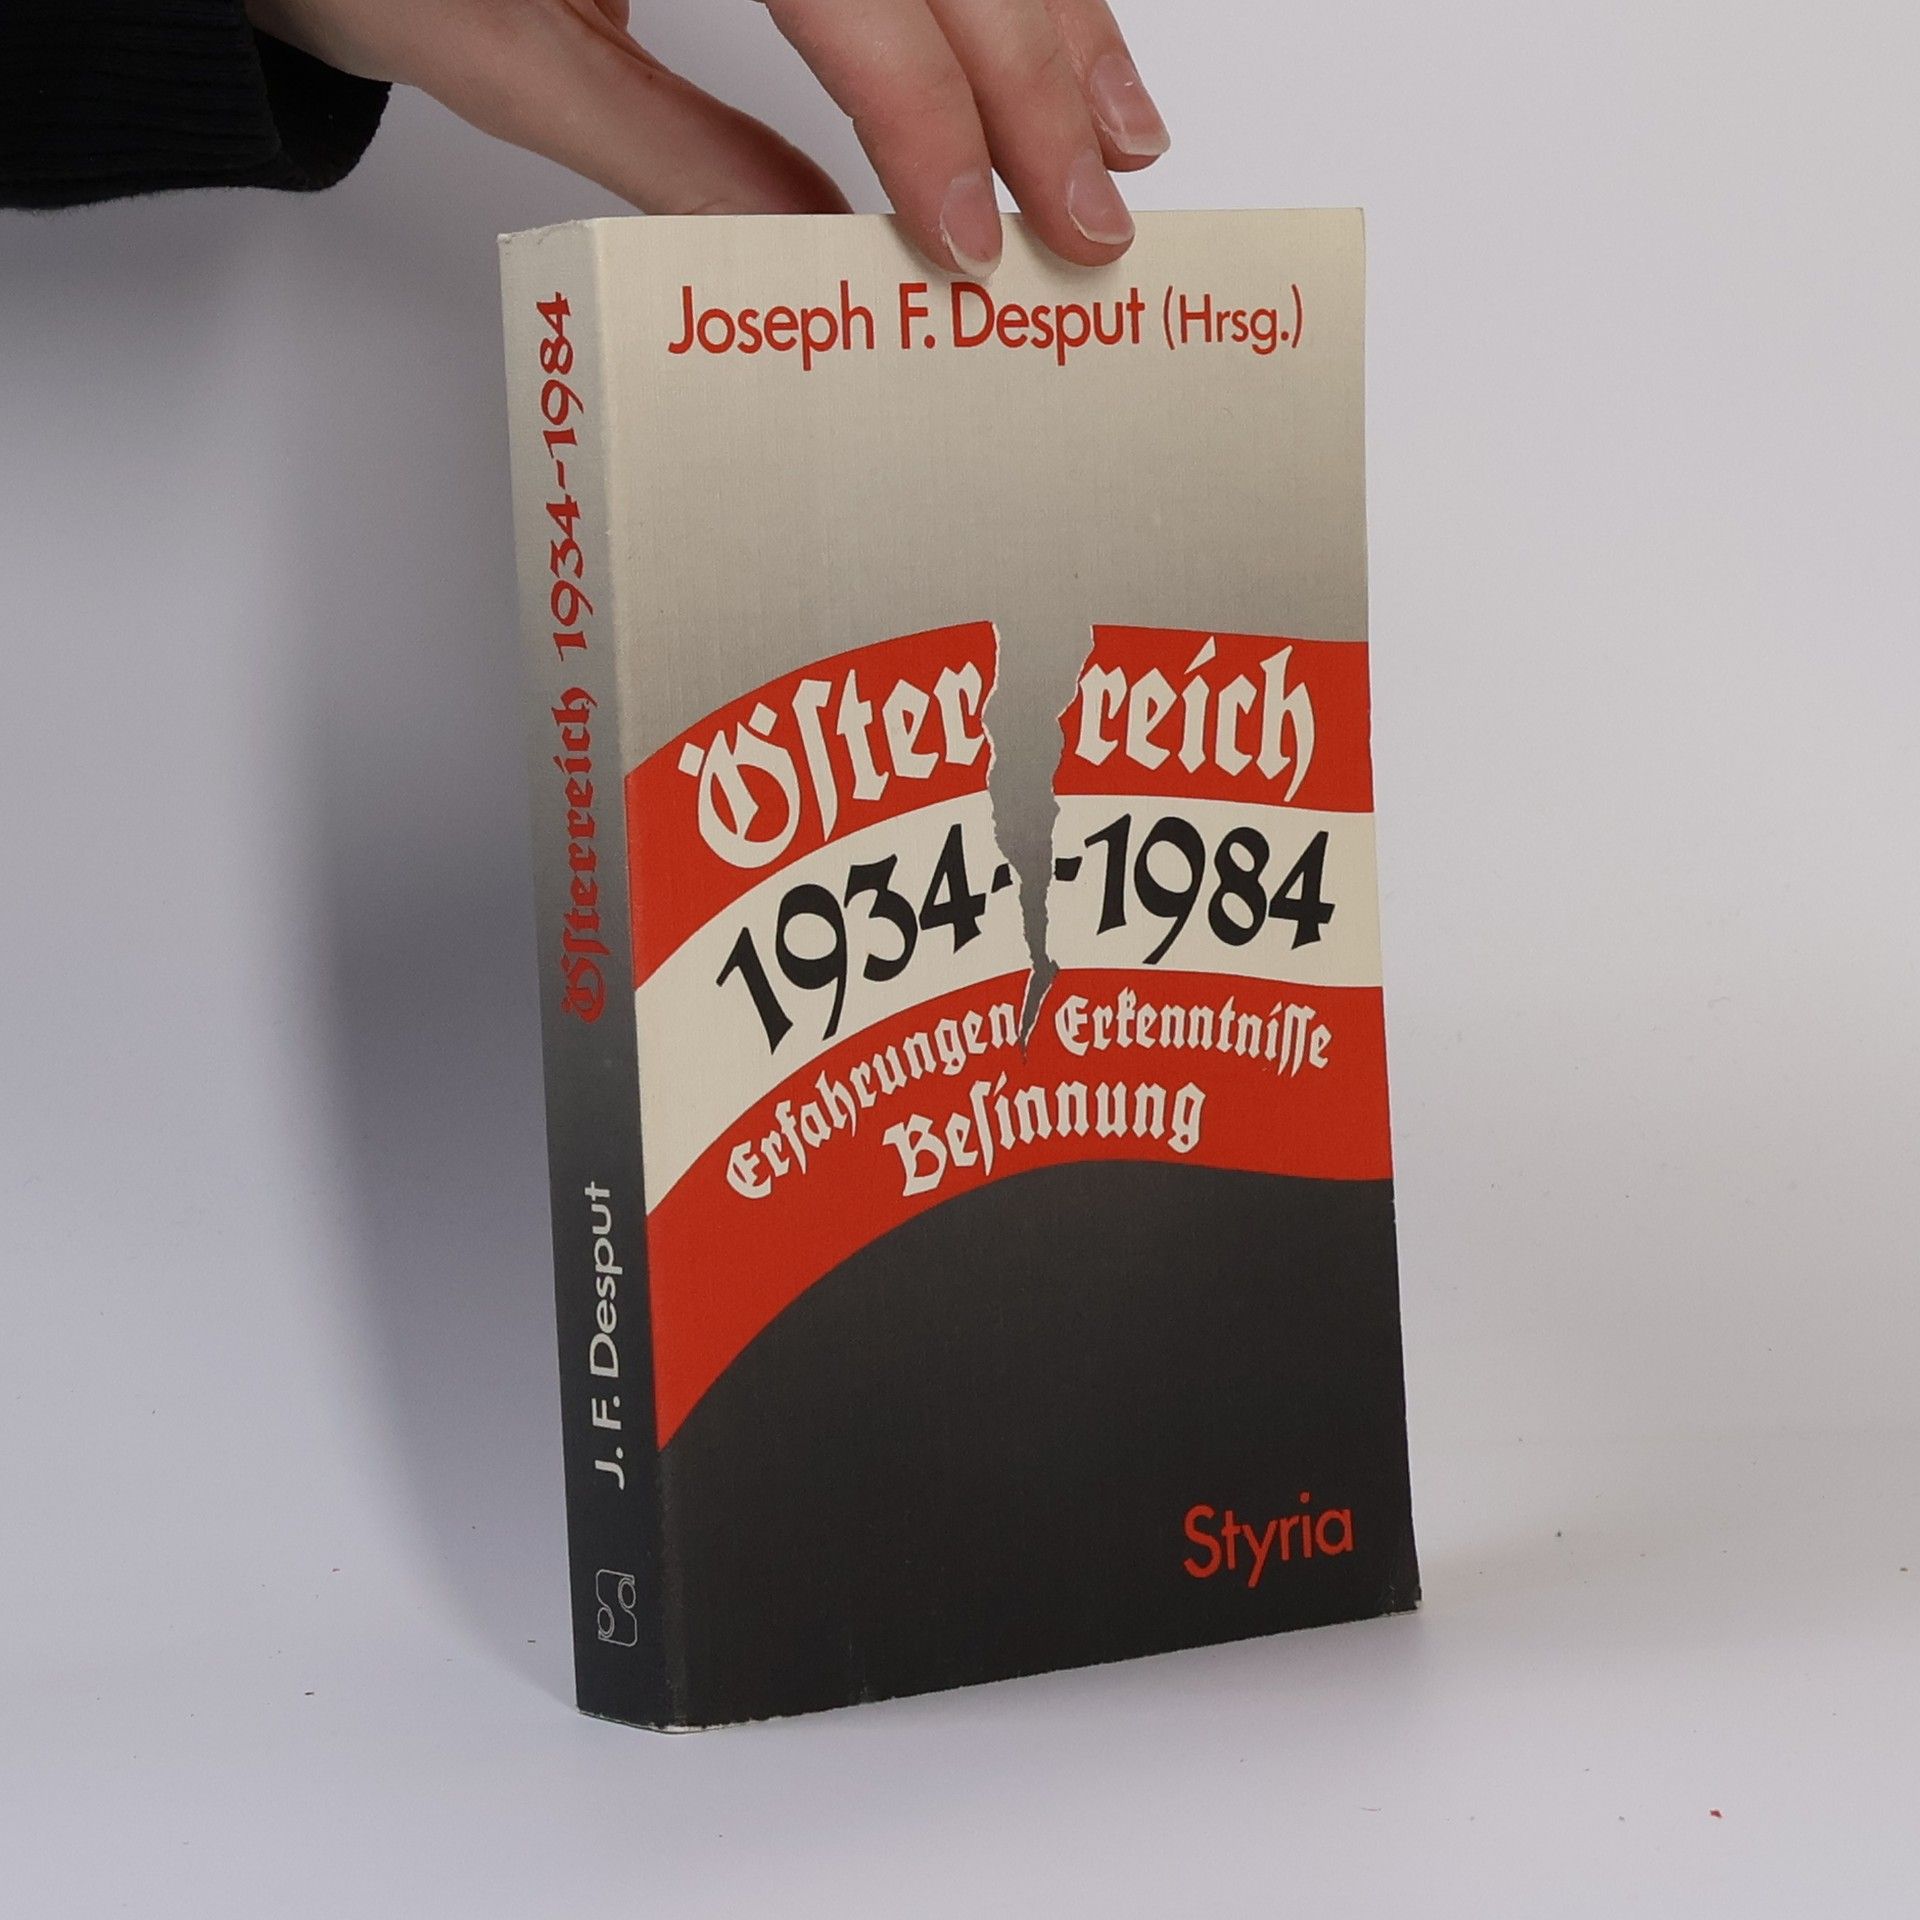 Joseph F. Desput (Hrsg.)
Öſterreich
1934--1984
Erfahrungen Erkenntniſſe
Beſinnung
Styria
Öſterreich 1934-1984
J. F. Desput